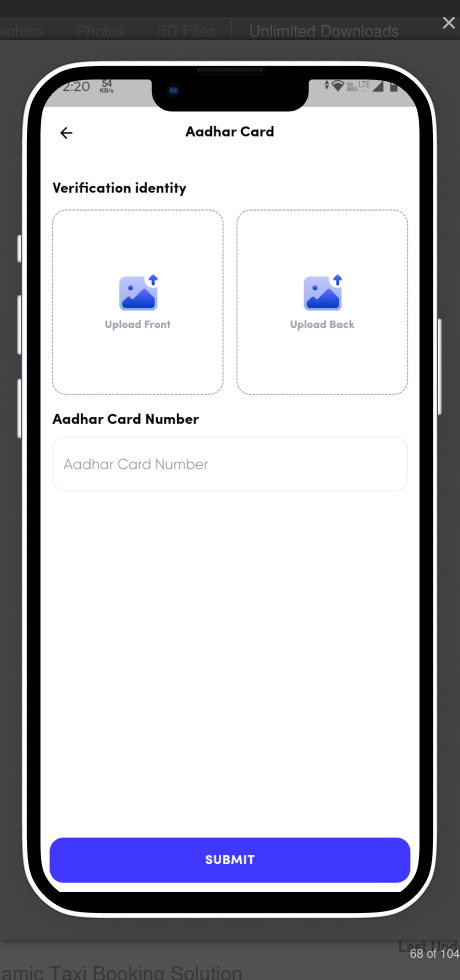 aphics Photos 3D Files Unlimited Downloads
2:20 54 KB/s Vo WiFi LTE
Aadhar Card
Verification identity
Upload Front Upload Back
Aadhar Card Number
Aadhar Card Number
SUBMIT
68 of 104
Last Upd
amic Taxi Booking Solution